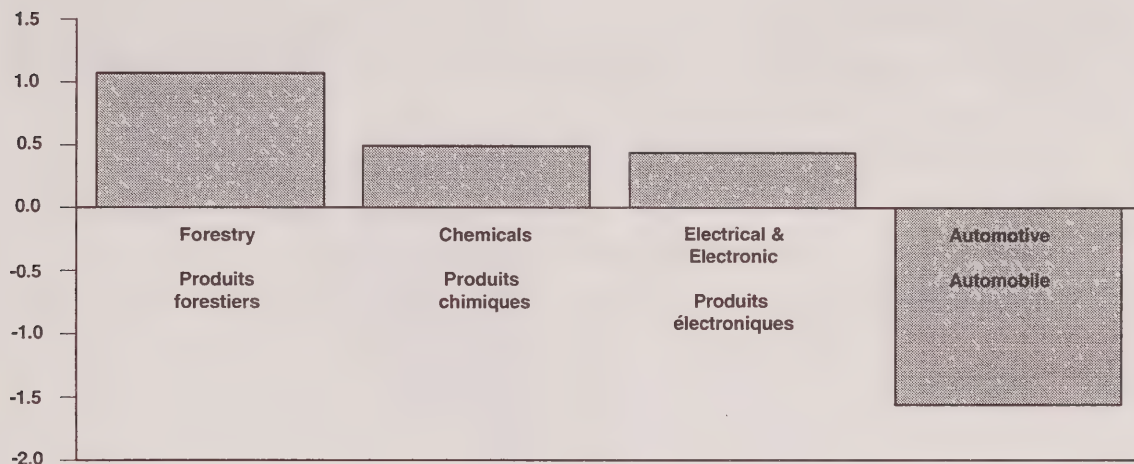 1.5
1.0
0.5
0.0
-0.5
-1.0
-1.5
-2.0
Forestry
Produits
forestiers
Chemicals
Produits
chimiques
Electrical &
Electronic
Produits
électroniques
Automotive
Automobile